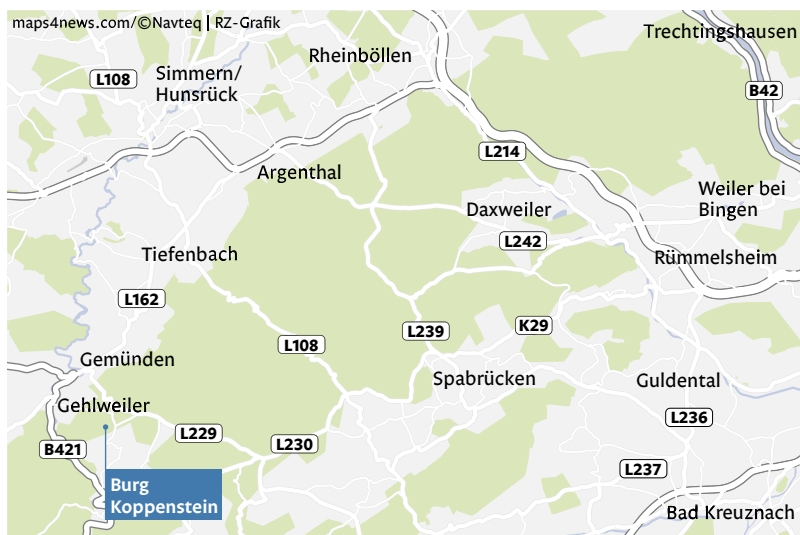 maps4news.com/©Navteq | RZ-Grafik
Trechtingshausen
Rheinböllen
L108
Simmern/
Hunsrück
B42
L214
Argenthal
Weiler bei
Bingen
Daxweiler
L242
Tiefenbach
Rümmelsheim
L162
K29
L239
L108
Gemünden
Spabrücken
Guldental
Gehlweiler
L236
L229
L230
B421
L237
Burg
Koppenstein
Bad Kreuznach